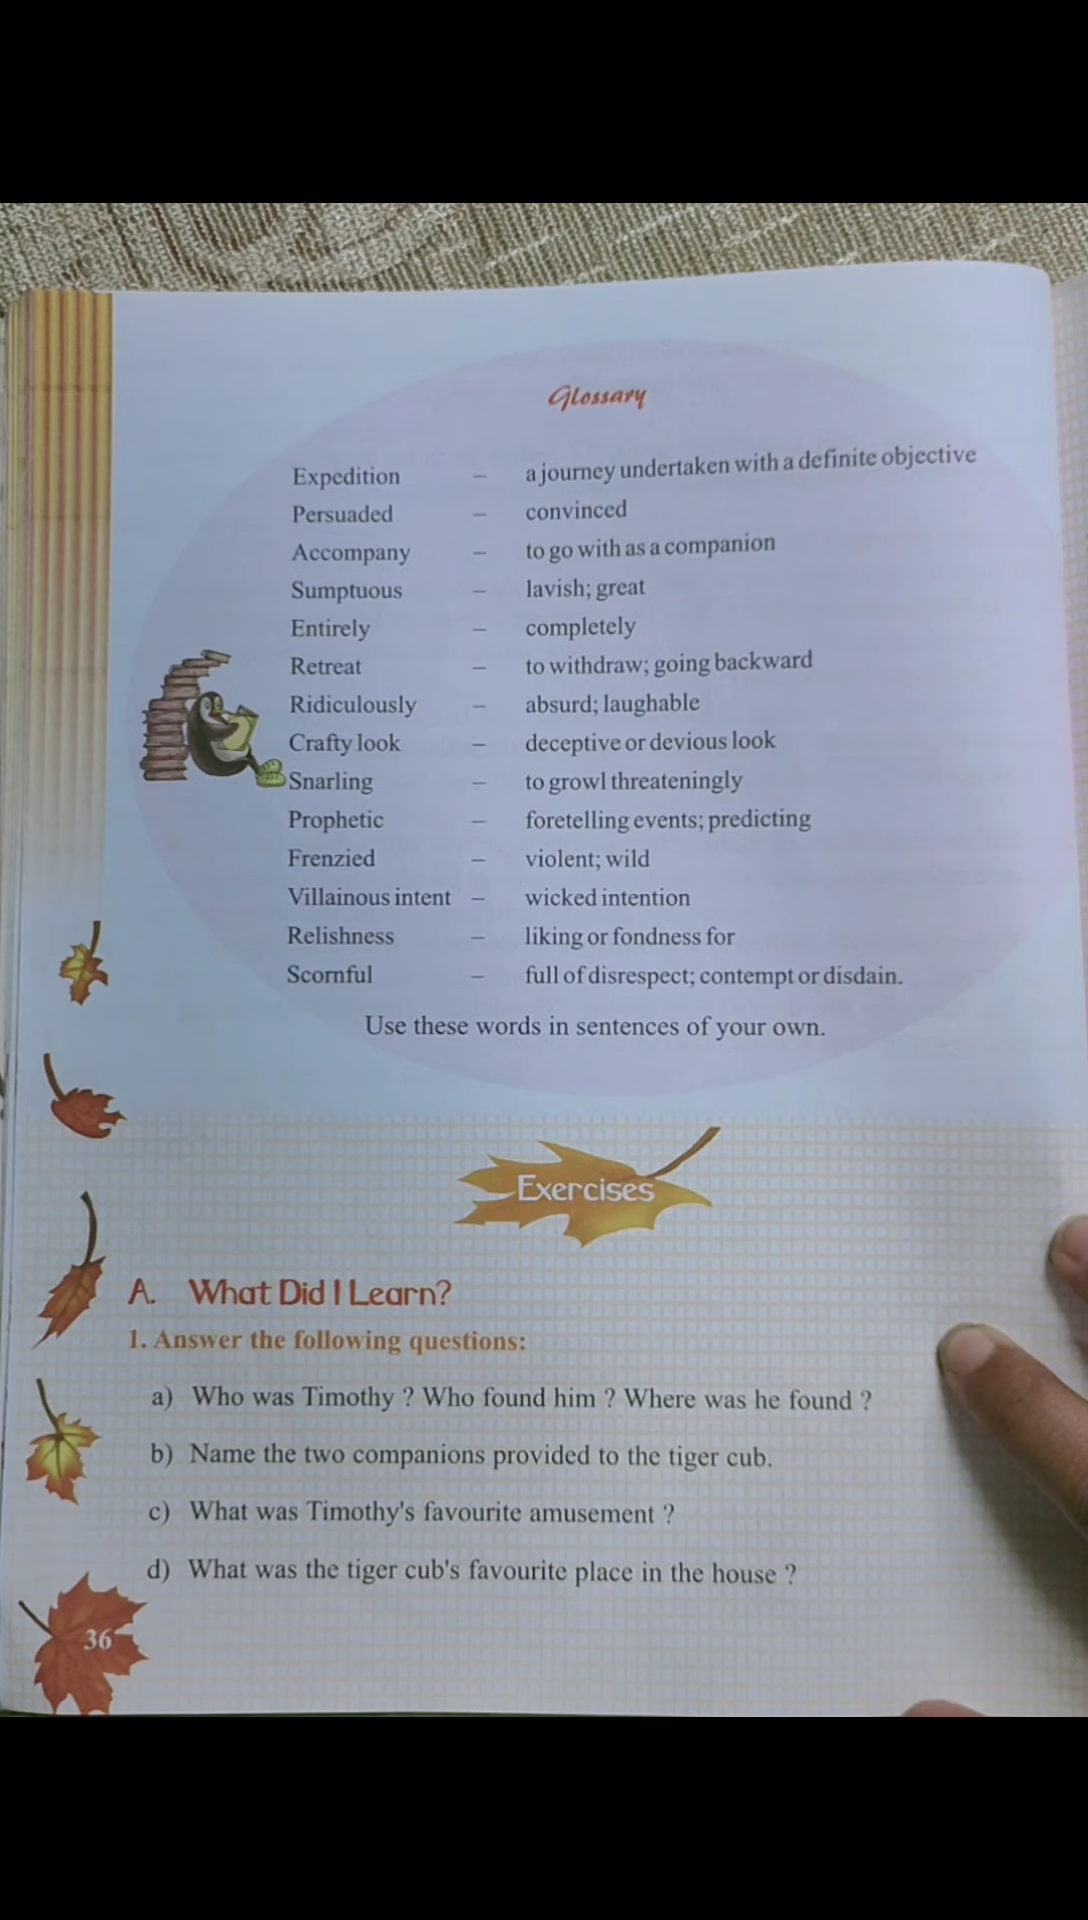 Glossary
Expedition – a journey undertaken with a definite objective
Persuaded – convinced
Accompany – to go with as a companion
Sumptuous – lavish; great
Entirely – completely
Retreat – to withdraw; going backward
Ridiculously – absurd; laughable
Crafty look – deceptive or devious look
Snarling – to growl threateningly
Prophetic – foretelling events; predicting
Frenzied – violent; wild
Villainous intent – wicked intention
Relishness – liking or fondness for
Scornful – full of disrespect; contempt or disdain.
Use these words in sentences of your own.
Exercises
A. What Did I Learn?
1. Answer the following questions:
a) Who was Timothy ? Who found him ? Where was he found ?
b) Name the two companions provided to the tiger cub.
c) What was Timothy's favourite amusement ?
d) What was the tiger cub's favourite place in the house ?
36